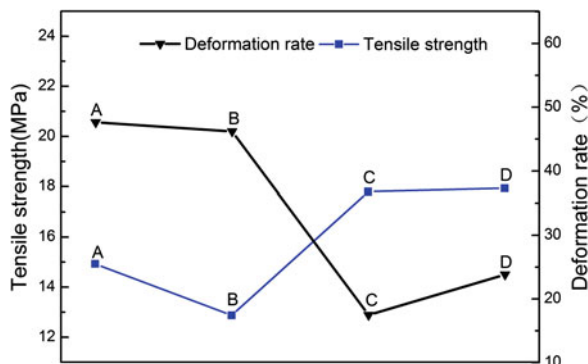 Deformation rate Tensile strength
Tensile strength(MPa)
24
22
20
18
16
14
12
A
B
C
D
A
B
C
D
60
50
40
30
20
10
Deformation rate（%）